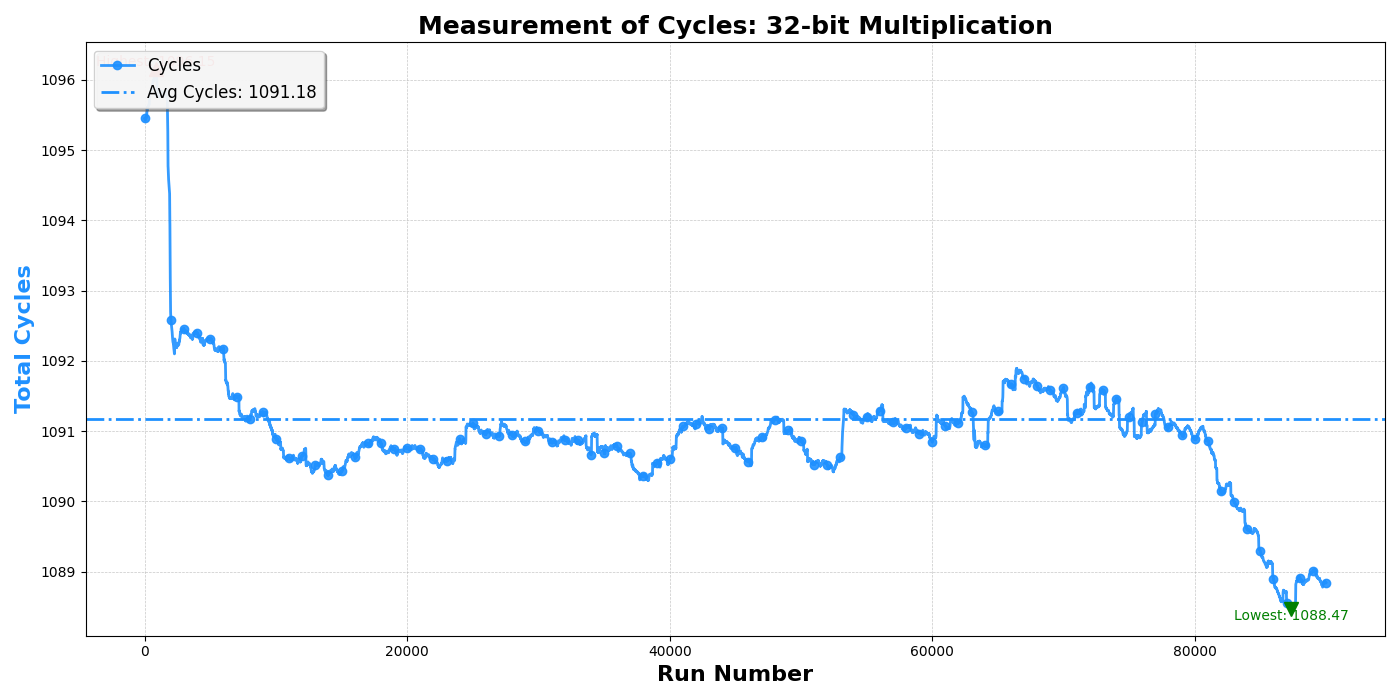 Measurement of Cycles: 32-bit Multiplication
Cycles
Avg Cycles: 1091.18
Total Cycles
1096
1095
1094
1093
1092
1091
1090
1089
Lowest: 1088.47
0
20000
40000
60000
80000
Run Number